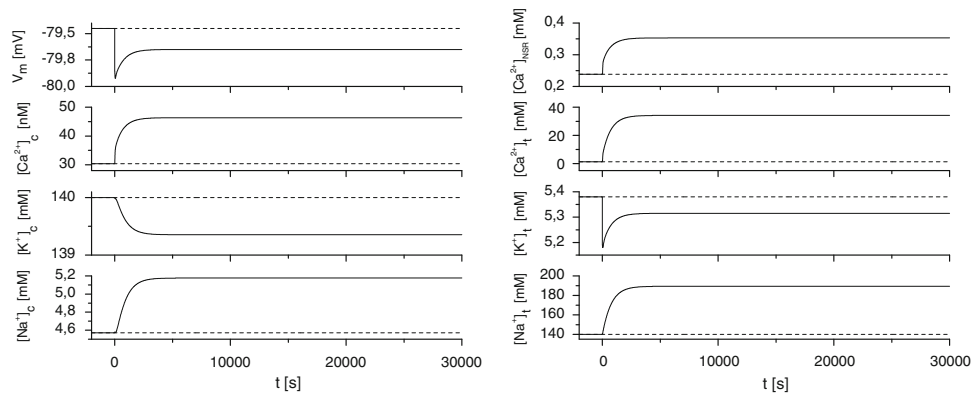 V_m [mV]
-79,5
-79,8
-80,0
[Ca²⁺]_c [nM]
50
40
30
[K⁺]_c [mM]
140
139
[Na⁺]_c [mM]
5,2
5,0
4,8
4,6
0 10000 20000 30000
t [s]
[Ca²⁺]_NSR [mM]
0,4
0,3
0,2
[Ca²⁺]_t [mM]
40
20
0
[K⁺]_t [mM]
5,4
5,3
5,2
[Na⁺]_t [mM]
200
180
160
140
0 10000 20000 30000
t [s]